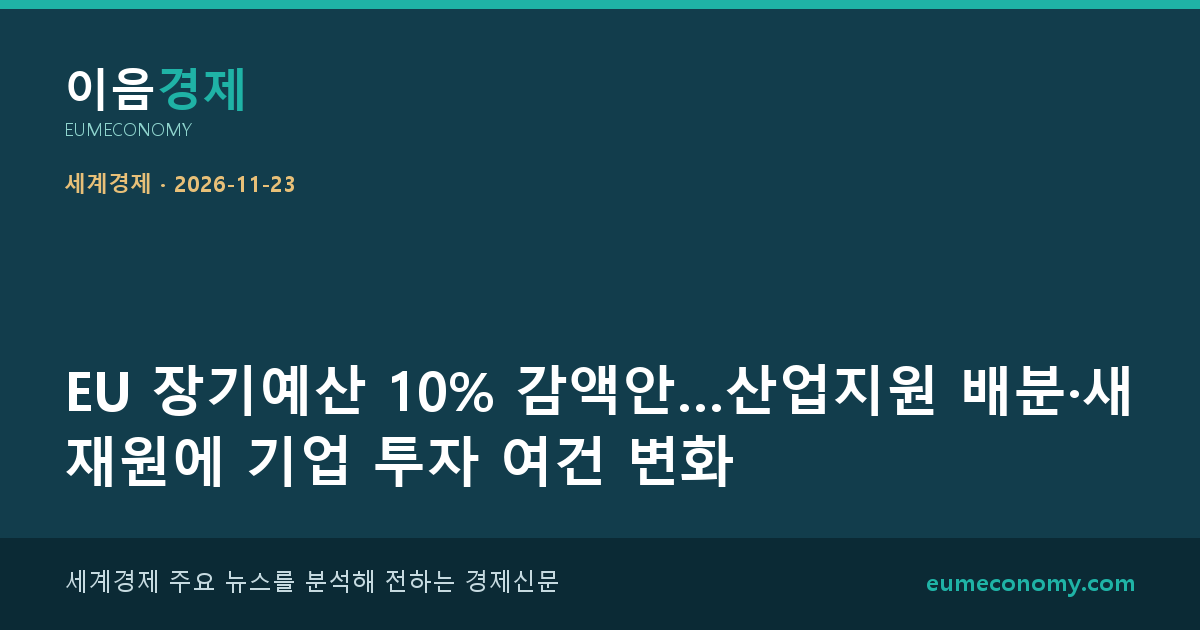 이음경제
EUMECONOMY
세계경제 · 2026-11-23
EU 장기예산 10% 감액안…산업지원 배분·새
재원에 기업 투자 여건 변화
세계경제 주요 뉴스를 분석해 전하는 경제신문
eumeconomy.com